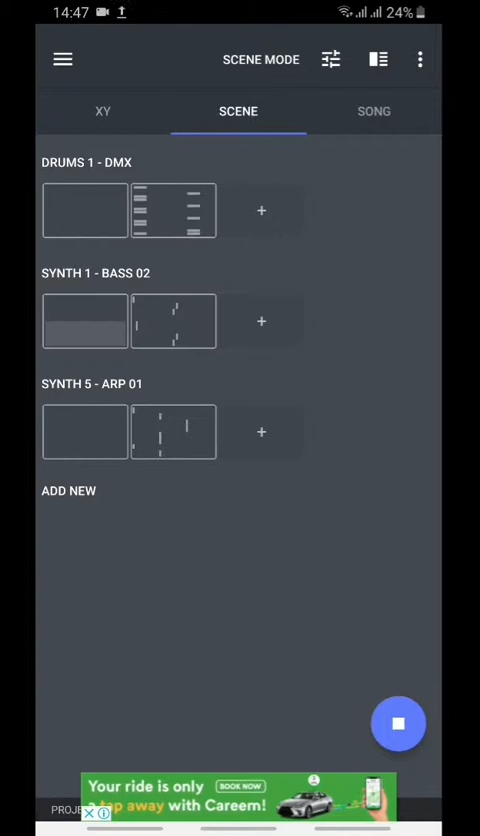 14:47 24%
SCENE MODE
XY SCENE SONG
DRUMS 1 - DMX
+
SYNTH 1 - BASS 02
+
SYNTH 5 - ARP 01
+
ADD NEW
Your ride is only BOOK NOW
a tap away with Careem!
PROJE